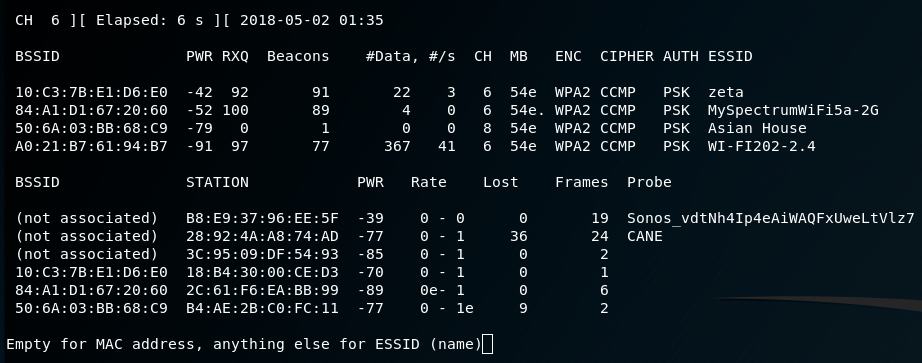 CH  6 ][ Elapsed: 6 s ][ 2018-05-02 01:35
BSSID              PWR RXQ  Beacons    #Data, #/s  CH  MB   ENC  CIPHER AUTH ESSID
10:C3:7B:E1:D6:E0  -42  92       91       22    3   6  54e  WPA2 CCMP   PSK  zeta
84:A1:D1:67:20:60  -52 100       89        4    0   6  54e. WPA2 CCMP   PSK  MySpectrumWiFi5a-2G
50:6A:03:BB:68:C9  -79   0        1        0    0   8  54e  WPA2 CCMP   PSK  Asian House
A0:21:B7:61:94:B7  -91  97       77      367   41   6  54e  WPA2 CCMP   PSK  WI-FI202-2.4
BSSID              STATION            PWR   Rate    Lost    Frames  Probe
(not associated)   B8:E9:37:96:EE:5F  -39    0 - 0      0       19  Sonos_vdtNh4Ip4eAiWAQFxUweLtVlz7
(not associated)   28:92:4A:A8:74:AD  -77    0 - 1     36       24  CANE
(not associated)   3C:95:09:DF:54:93  -85    0 - 1      0        2
10:C3:7B:E1:D6:E0  18:B4:30:00:CE:D3  -70    0 - 1      0        1
84:A1:D1:67:20:60  2C:61:F6:EA:BB:99  -89    0e- 1      0        6
50:6A:03:BB:68:C9  B4:AE:2B:C0:FC:11  -77    0 - 1e     9        2
Empty for MAC address, anything else for ESSID (name)